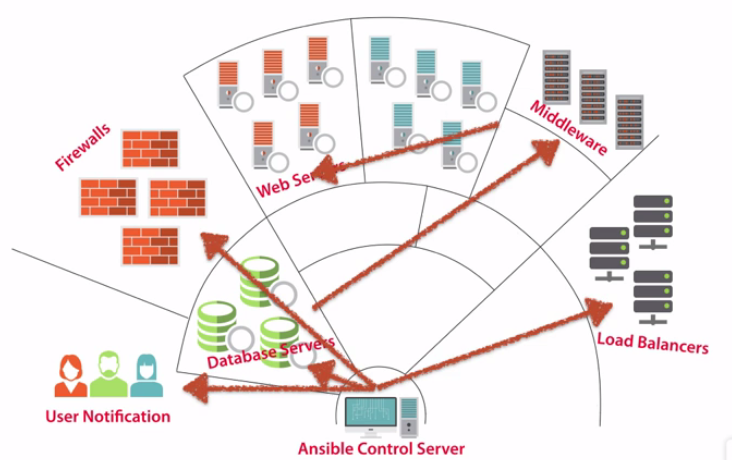 Middleware
Web Servers
Firewalls
Load Balancers
Database Servers
User Notification
Ansible Control Server